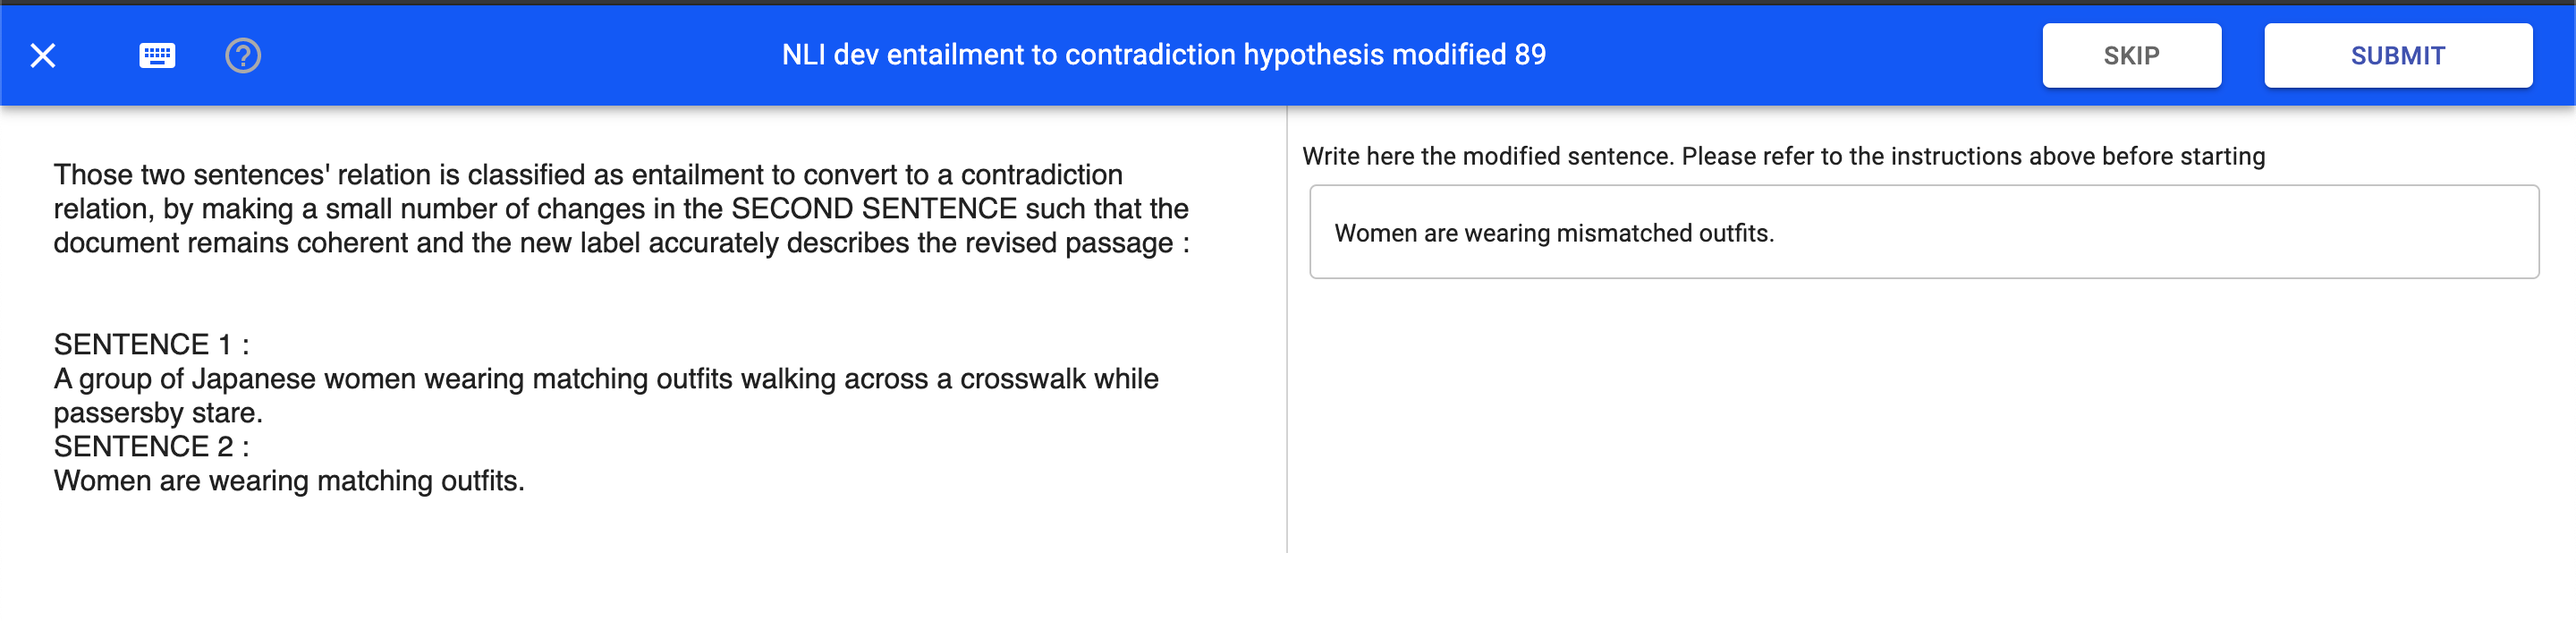 NLI dev entailment to contradiction hypothesis modified 89
SKIP
SUBMIT
Those two sentences' relation is classified as entailment to convert to a contradiction
relation, by making a small number of changes in the SECOND SENTENCE such that the
document remains coherent and the new label accurately describes the revised passage :
SENTENCE 1 :
A group of Japanese women wearing matching outfits walking across a crosswalk while
passersby stare.
SENTENCE 2 :
Women are wearing matching outfits.
Write here the modified sentence. Please refer to the instructions above before starting
Women are wearing mismatched outfits.